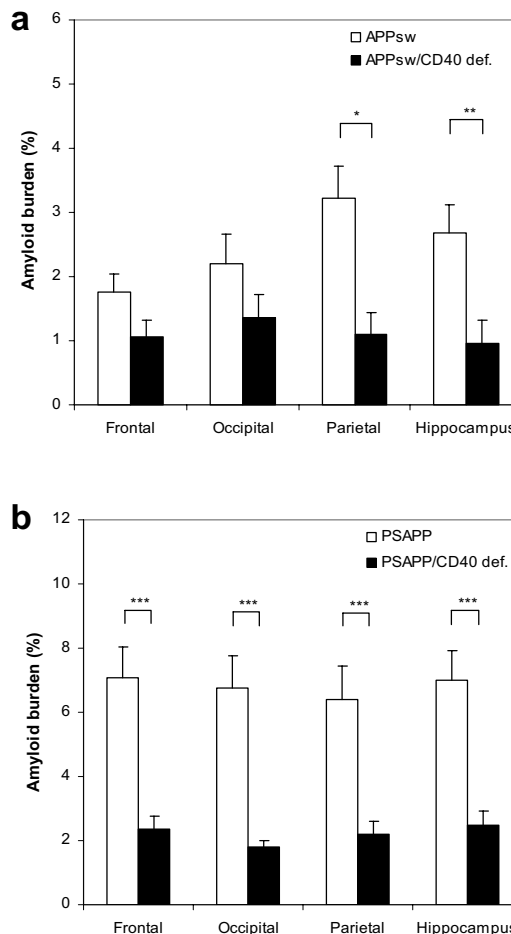 a
6
APPsw
APPsw/CD40 def.
5
* **
4
3
2
1
0
Amyloid burden (%)
Frontal Occipital Parietal Hippocampus
b
12
PSAPP
PSAPP/CD40 def.
10
*** *** *** ***
8
6
4
2
0
Amyloid burden (%)
Frontal Occipital Parietal Hippocampus